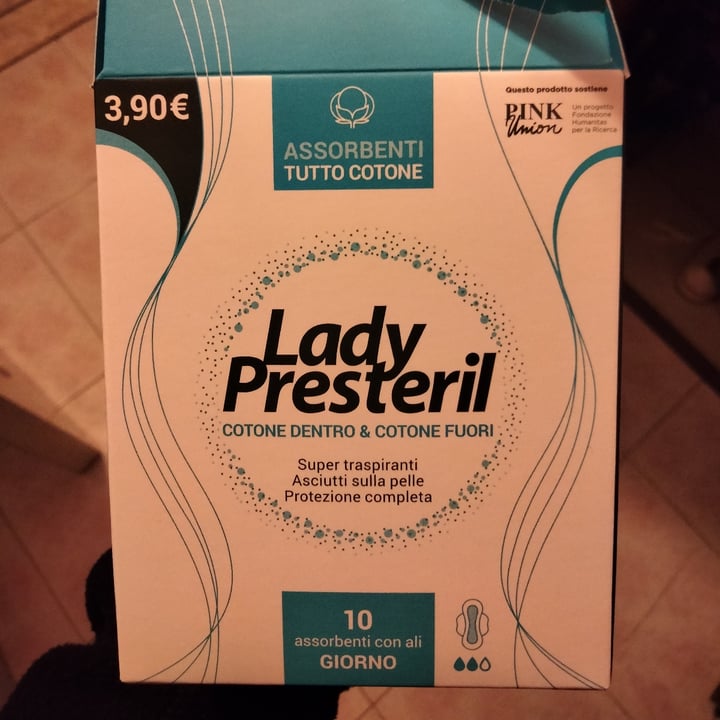 3,90€
ASSORBENTI
TUTTO COTONE
Questo prodotto sostiene
PINK
Union
Un progetto
Fondazione
Humanitas
per la Ricerca
Lady
Presteril
COTONE DENTRO & COTONE FUORI
Super traspiranti
Asciutti sulla pelle
Protezione completa
10
assorbenti con ali
GIORNO